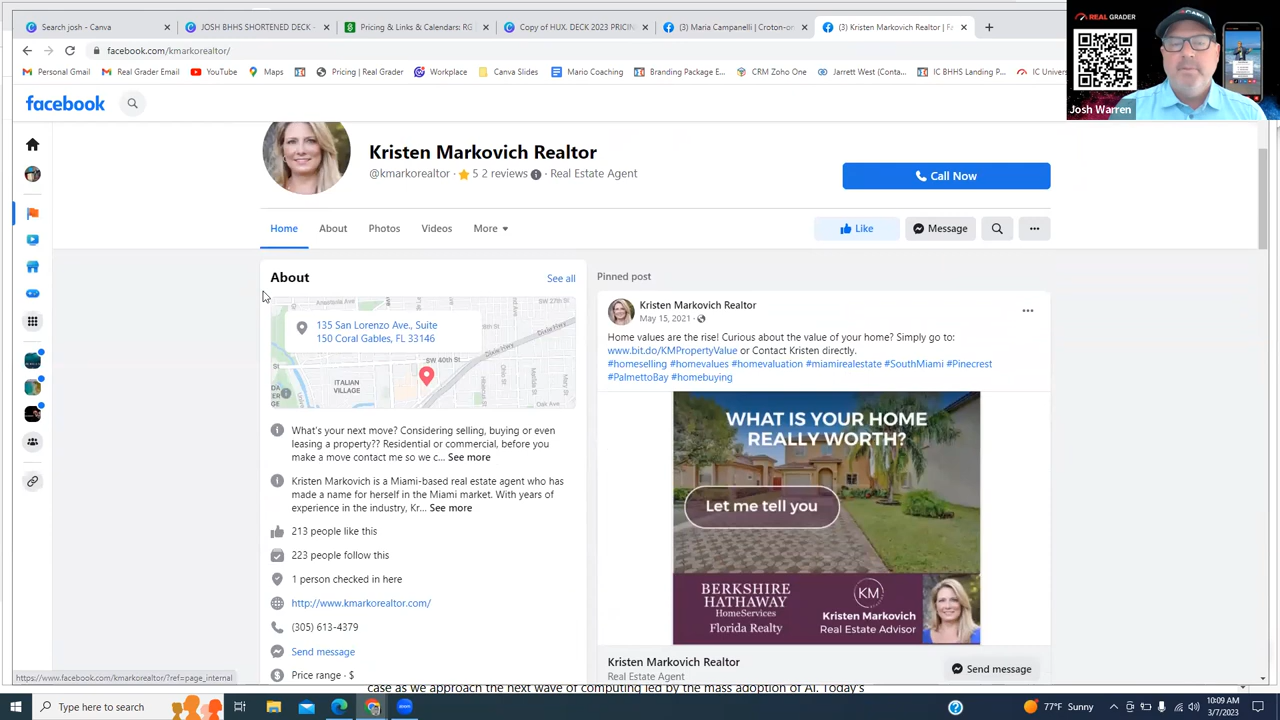 Search josh - Canva
JOSH BHHS SHORTENED DECK -
Paid Calendars: RG
Copy of HUX. DECK 2023 PRICIN
(3) Maria Campanelli | Croton-on
(3) Kristen Markovich Realtor | Fa
facebook.com/kmarkorealtor/
Personal Gmail
Real Grader Email
YouTube
Maps
Pricing | Real Grader
Workplace
Canva Slides
Mario Coaching
Branding Package E...
CRM Zoho One
Jarrett West (Conta...
IC BHHS Landing P...
IC Univers
REAL GRADER
Josh Warren
facebook
Kristen Markovich Realtor
@kmarkorealtor · 5 2 reviews · Real Estate Agent
Call Now
Home
About
Photos
Videos
More
Like
Message
About
See all
135 San Lorenzo Ave., Suite
150 Coral Gables, FL 33146
SW 27th St
SW 40th St
ITALIAN
VILLAGE
What's your next move? Considering selling, buying or even
leasing a property?? Residential or commercial, before you
make a move contact me so we c... See more
Kristen Markovich is a Miami-based real estate agent who has
made a name for herself in the Miami market. With years of
experience in the industry, Kr... See more
213 people like this
223 people follow this
1 person checked in here
http://www.kmarkorealtor.com/
(305) 613-4379
Send message
Price range · $
Pinned post
Kristen Markovich Realtor
May 15, 2021 ·
Home values are the rise! Curious about the value of your home? Simply go to:
www.bit.do/KMPropertyValue or Contact Kristen directly.
#homeselling #homevalues #homevaluation #miamirealestate #SouthMiami #Pinecrest
#PalmettoBay #homebuying
WHAT IS YOUR HOME
REALLY WORTH?
Let me tell you
BERKSHIRE
HATHAWAY
HomeServices
Florida Realty
KM
Kristen Markovich
Real Estate Advisor
Kristen Markovich Realtor
Real Estate Agent
Send message
https://www.facebook.com/kmarkorealtor/?ref=page_internal
case as we approach the next wave of computing led by the mass adoption of AI. Today's
Type here to search
77°F Sunny
10:09 AM
3/7/2023